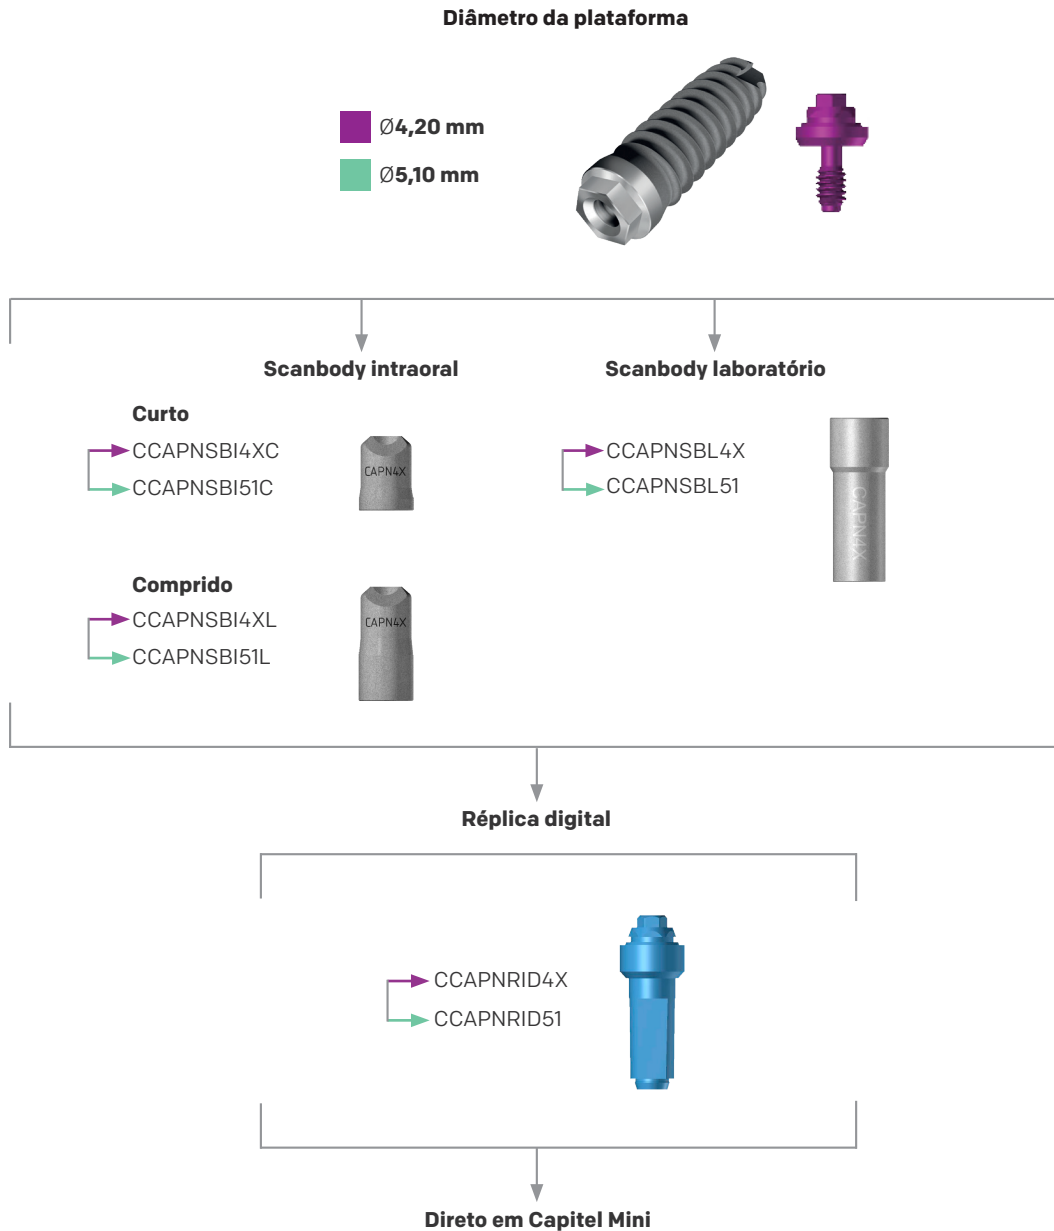 Diâmetro da plataforma
Ø4,20 mm
Ø5,10 mm
Scanbody intraoral
Curto
CCAPNSBI4XC
CCAPNSBI51C
CAPN4X
Comprido
CCAPNSBI4XL
CCAPNSBI51L
CAPN4X
Scanbody laboratório
CCAPNSBL4X
CCAPNSBL51
CAPN4X
Réplica digital
CCAPNRID4X
CCAPNRID51
Direto em Capitel Mini